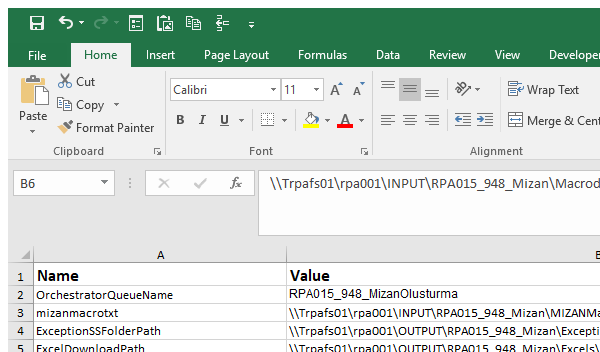 File Home Insert Page Layout Formulas Data Review View Developer
Cut
Copy
Format Painter
Paste
Clipboard
Calibri 11
A A
B I U A
Font
Wrap Text
Merge & Cent
Alignment
B6 fx \\Trpafs01\rpa001\INPUT\RPA015_948_Mizan\Macrod
A
1 Name Value
2 OrchestratorQueueName RPA015_948_MizanOlusturma
3 mizanmacrotxt \\Trpafs01\rpa001\INPUT\RPA015_948_Mizan\MIZANMa
4 ExceptionSSFolderPath \\Trpafs01\rpa001\OUTPUT\RPA015_948_Mizan\Excepti
5 ExcelDownloadPath \\Trpafs01\rpa001\OUTPUT\RPA015_948_Mizan\Excels\